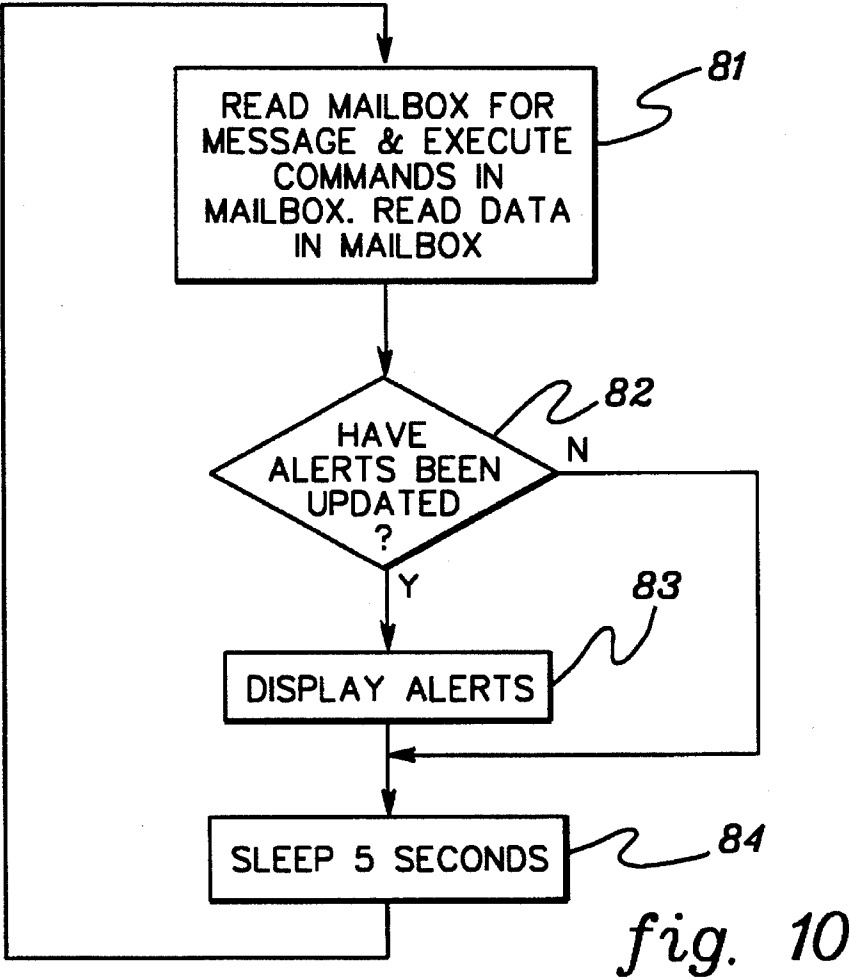 81
READ MAILBOX FOR
MESSAGE & EXECUTE
COMMANDS IN
MAILBOX. READ DATA
IN MAILBOX
82
HAVE
ALERTS BEEN
UPDATED
?
N
Y
83
DISPLAY ALERTS
SLEEP 5 SECONDS
84
fig. 10